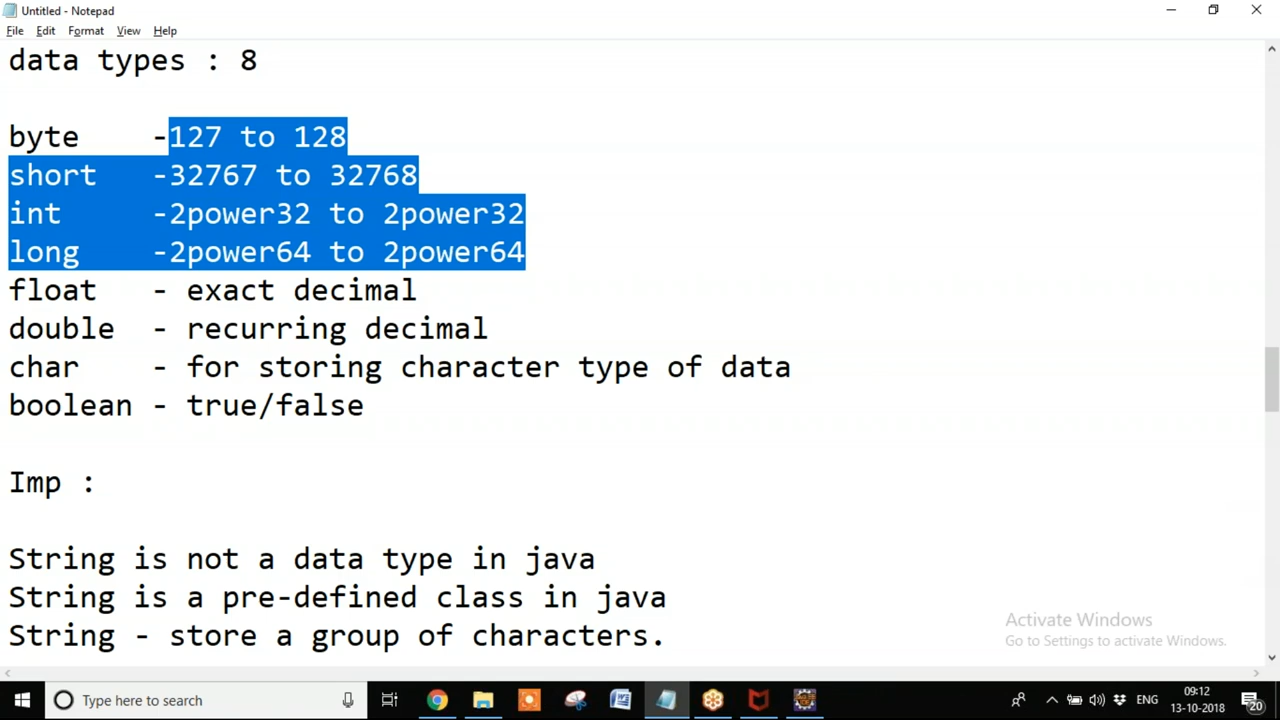 Untitled - Notepad
File Edit Format View Help
data types : 8
byte -127 to 128
short -32767 to 32768
int -2power32 to 2power32
long -2power64 to 2power64
float - exact decimal
double - recurring decimal
char - for storing character type of data
boolean - true/false
Imp :
String is not a data type in java
String is a pre-defined class in java
String - store a group of characters.
Activate Windows
Go to Settings to activate Windows.
Type here to search
ENG
09:12
13-10-2018
20